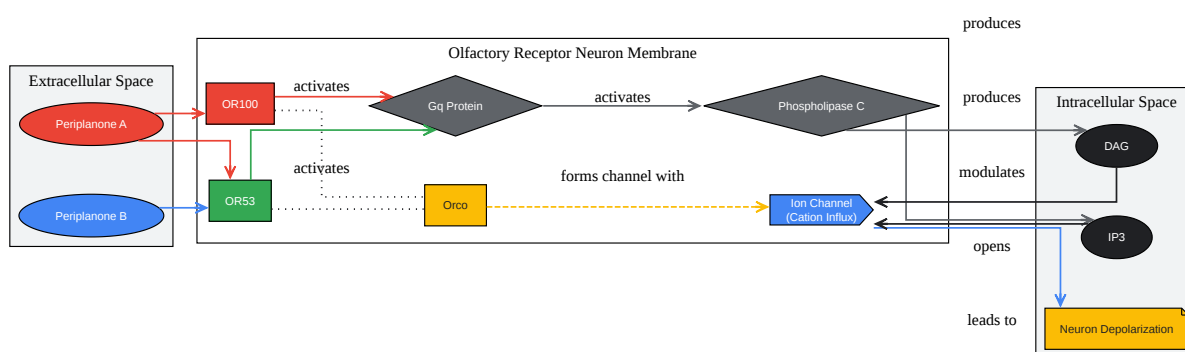 produces
Olfactory Receptor Neuron Membrane
Extracellular Space
activates
OR100
Gq Protein
activates
Phospholipase C
produces
Intracellular Space
Periplanone A
DAG
activates
forms channel with
modulates
OR53
Orco
Ion Channel
(Cation Influx)
Periplanone B
IP3
opens
leads to
Neuron Depolarization